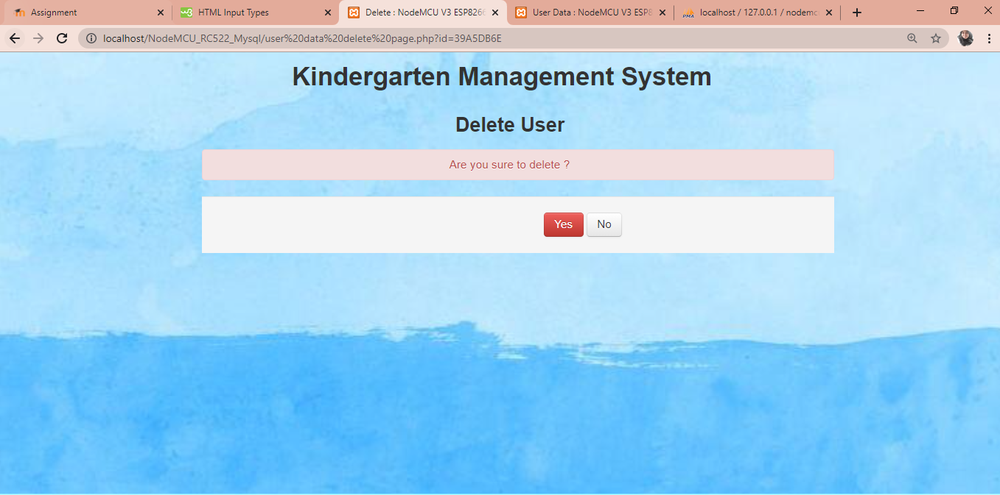 Assignment
HTML Input Types
Delete : NodeMCU V3 ESP8266
User Data : NodeMCU V3 ESP8
localhost / 127.0.0.1 / nodemc
localhost/NodeMCU_RC522_Mysql/user%20data%20delete%20page.php?id=39A5DB6E
Kindergarten Management System
Delete User
Are you sure to delete ?
Yes No